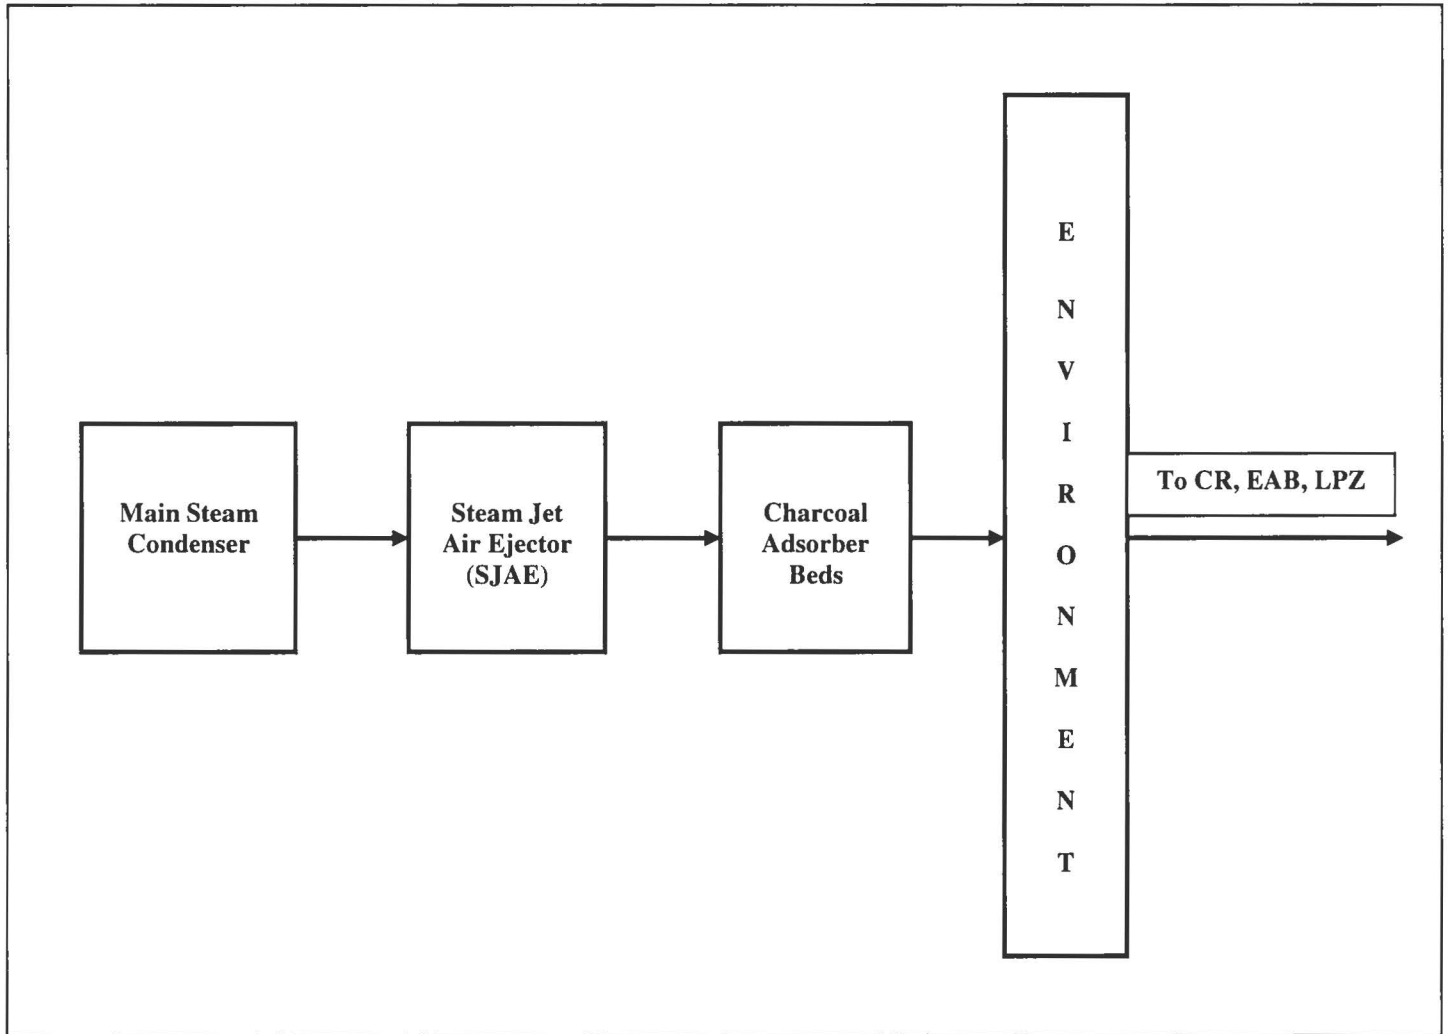 Main Steam
Condenser
Steam Jet
Air Ejector
(SJAE)
Charcoal
Adsorber
Beds
E
N
V
I
R
O
N
M
E
N
T
To CR, EAB, LPZ